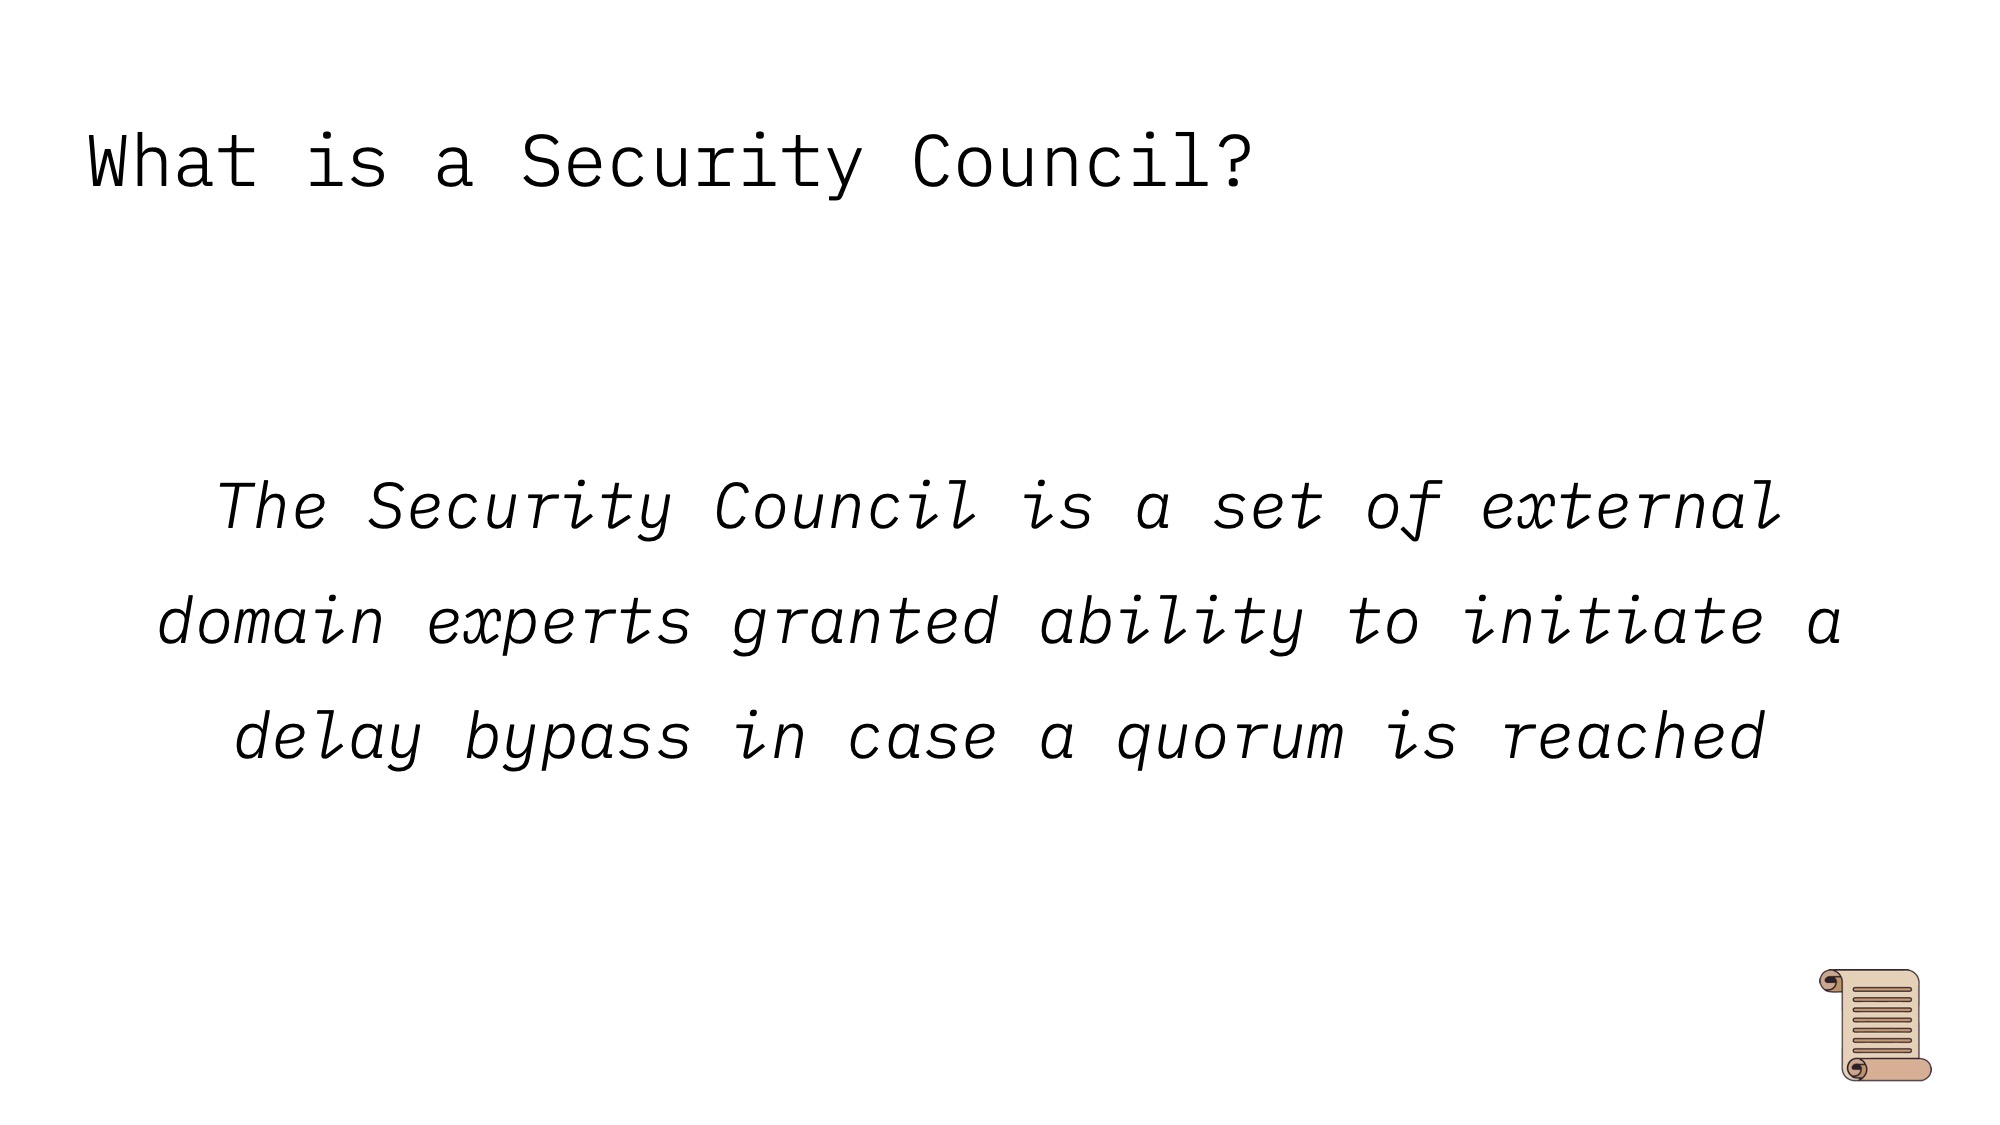 What is a Security Council?
The Security Council is a set of external
domain experts granted ability to initiate a
delay bypass in case a quorum is reached